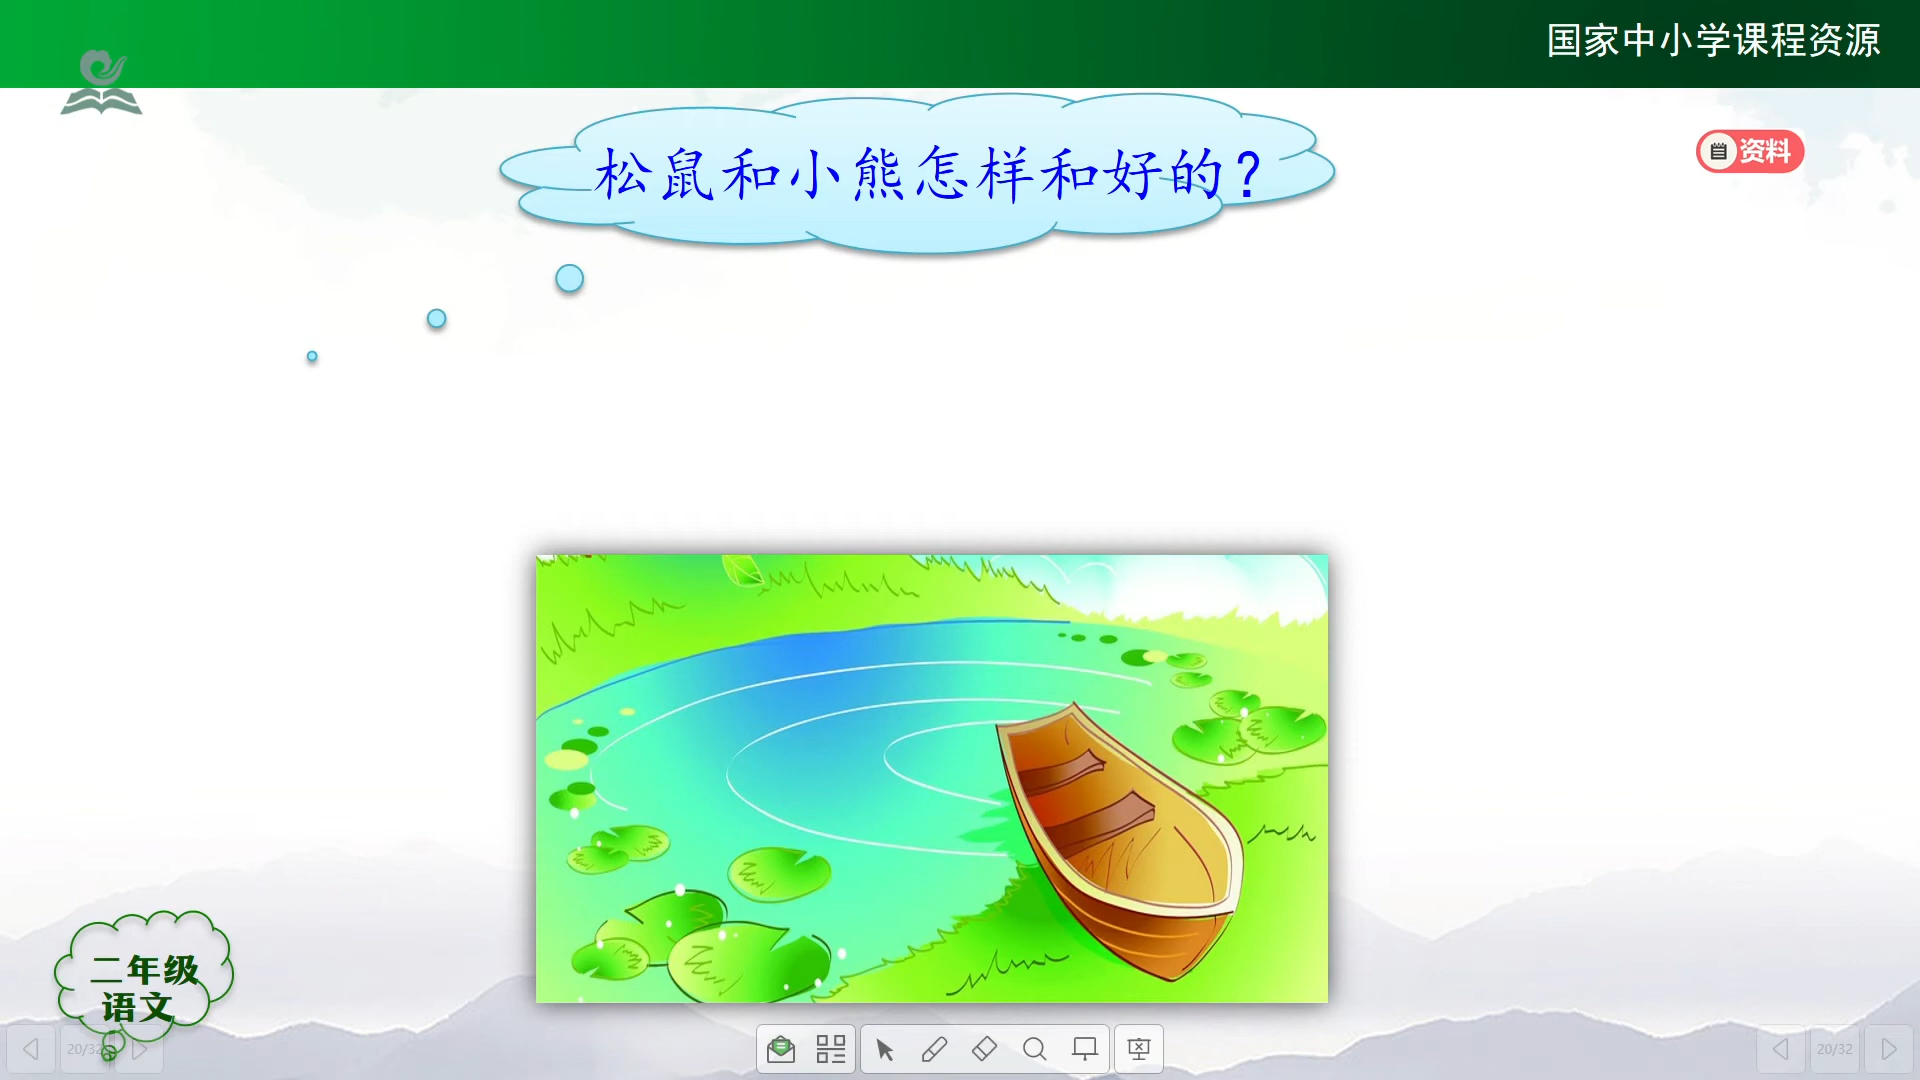 国家中小学课程资源
松鼠和小熊怎样和好的？
资料
二年级
语文
20/32
20/32